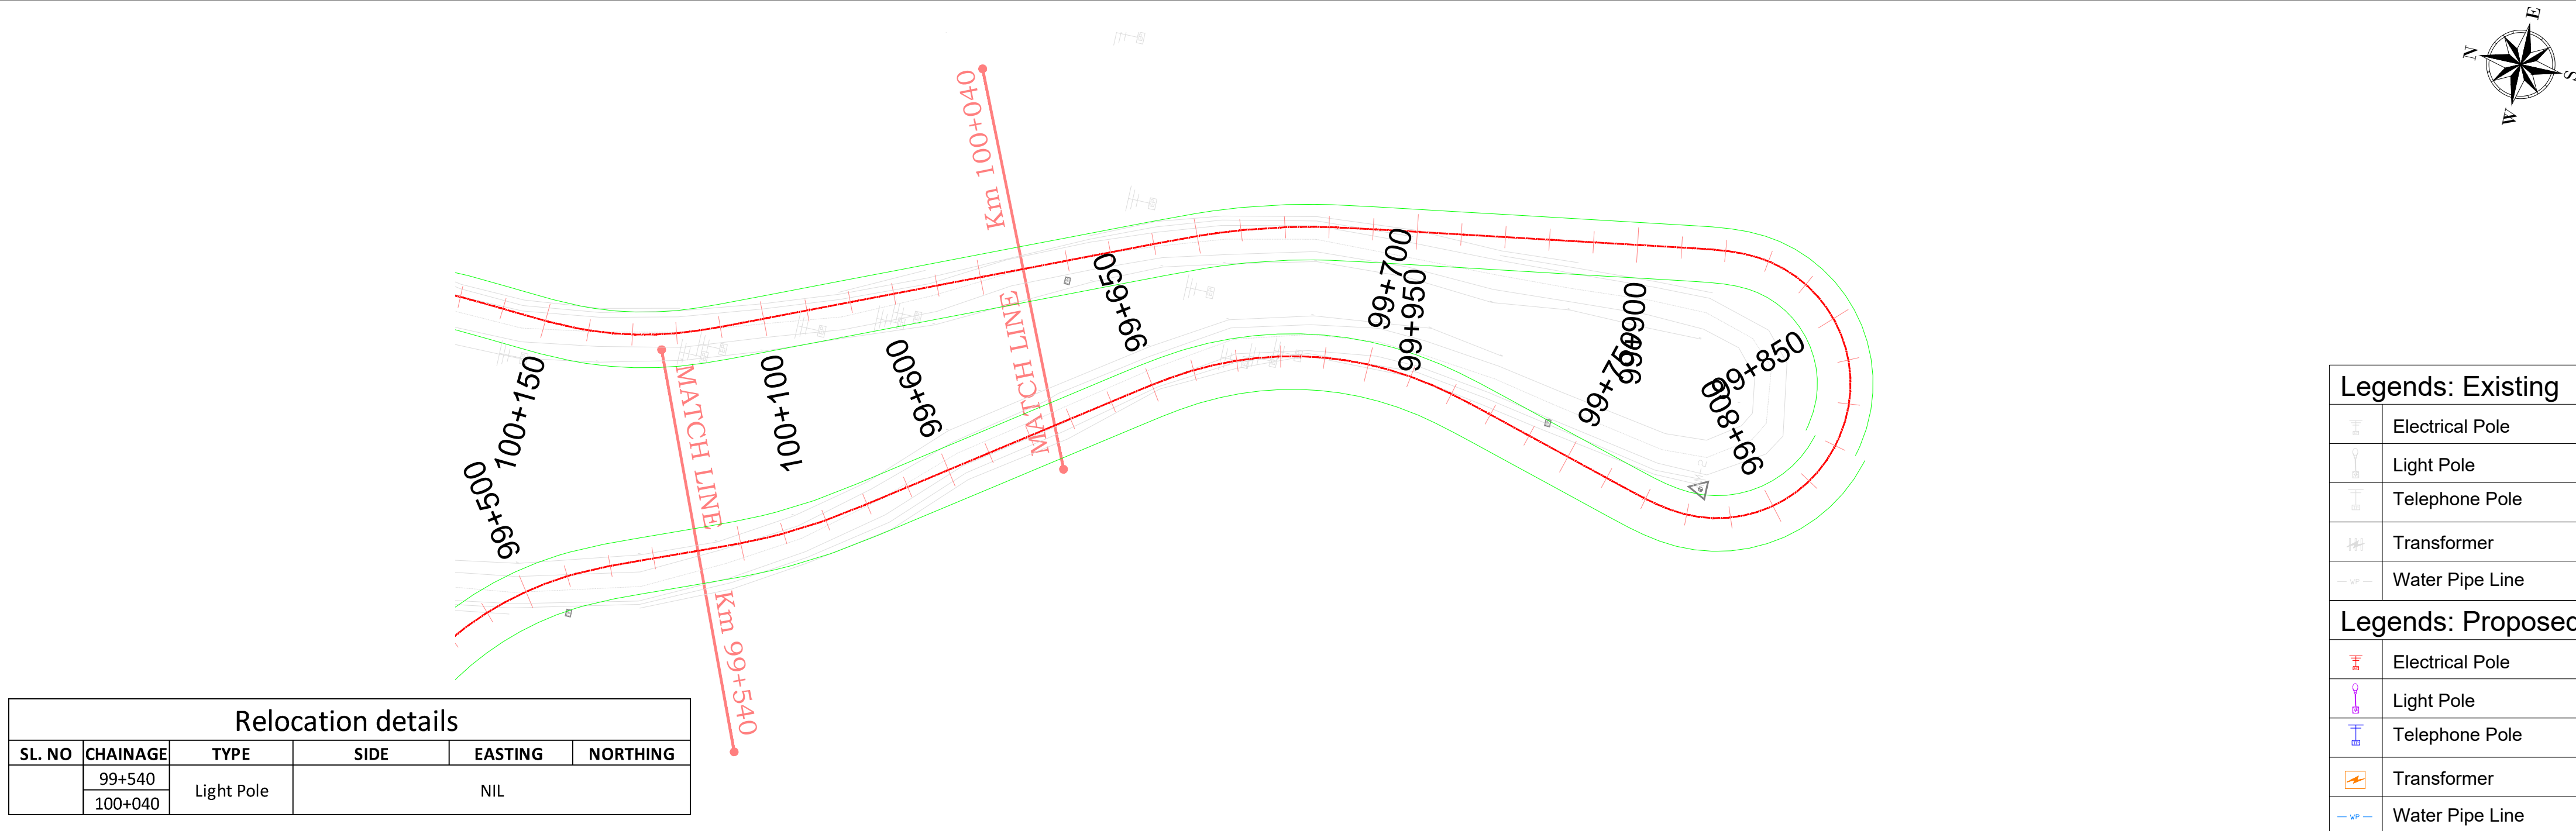 E
N
S
W
Km 100+040
MATCH LINE
99+650
99+700
99+950
99+900
99+750
99+850
99+800
100+150
100+100
99+600
99+500
MATCH LINE
Km 99+540
Legends: Existing
Electrical Pole
Light Pole
Telephone Pole
Transformer
Water Pipe Line
Legends: Proposed
Electrical Pole
Light Pole
Telephone Pole
Transformer
WP Water Pipe Line
Relocation details
SL. NO CHAINAGE TYPE SIDE EASTING NORTHING
99+540
Light Pole NIL
100+040